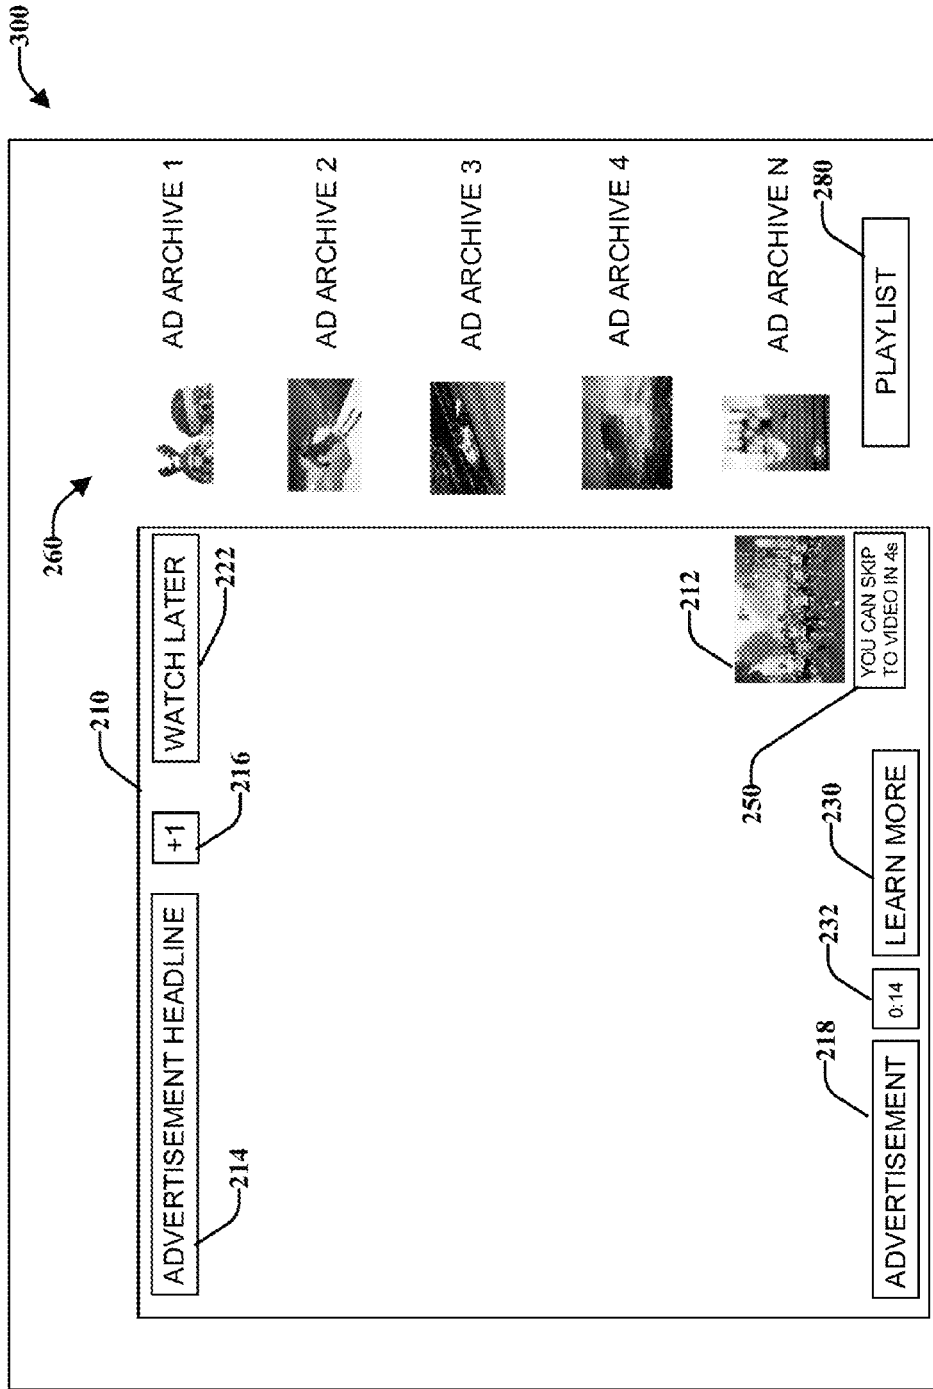 300
260
210
ADVERTISEMENT HEADLINE
+1
WATCH LATER
214
216
222
AD ARCHIVE 1
AD ARCHIVE 2
AD ARCHIVE 3
AD ARCHIVE 4
AD ARCHIVE N
280
PLAYLIST
212
250
YOU CAN SKIP
TO VIDEO IN 4s
218
232
230
ADVERTISEMENT
0:14
LEARN MORE